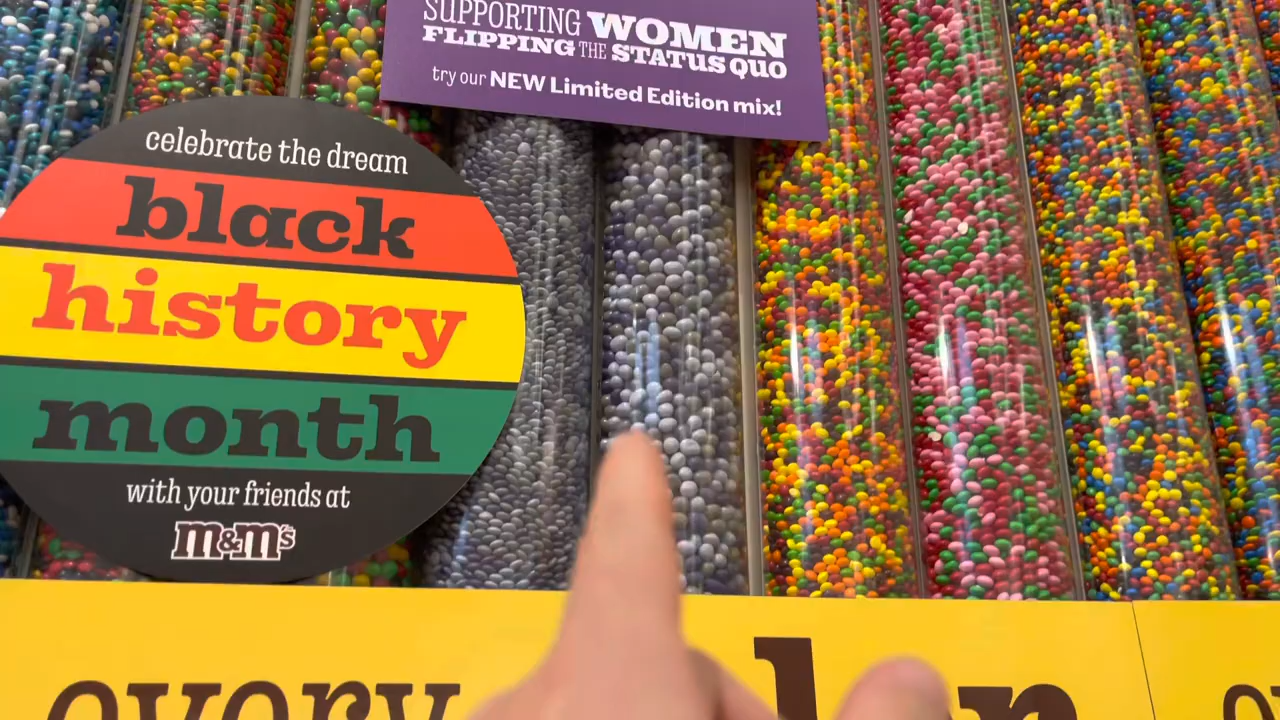 SUPPORTING WOMEN
FLIPPING THE STATUS QUO
try our NEW Limited Edition mix!
celebrate the dream
black
history
month
with your friends at
m&m's
every